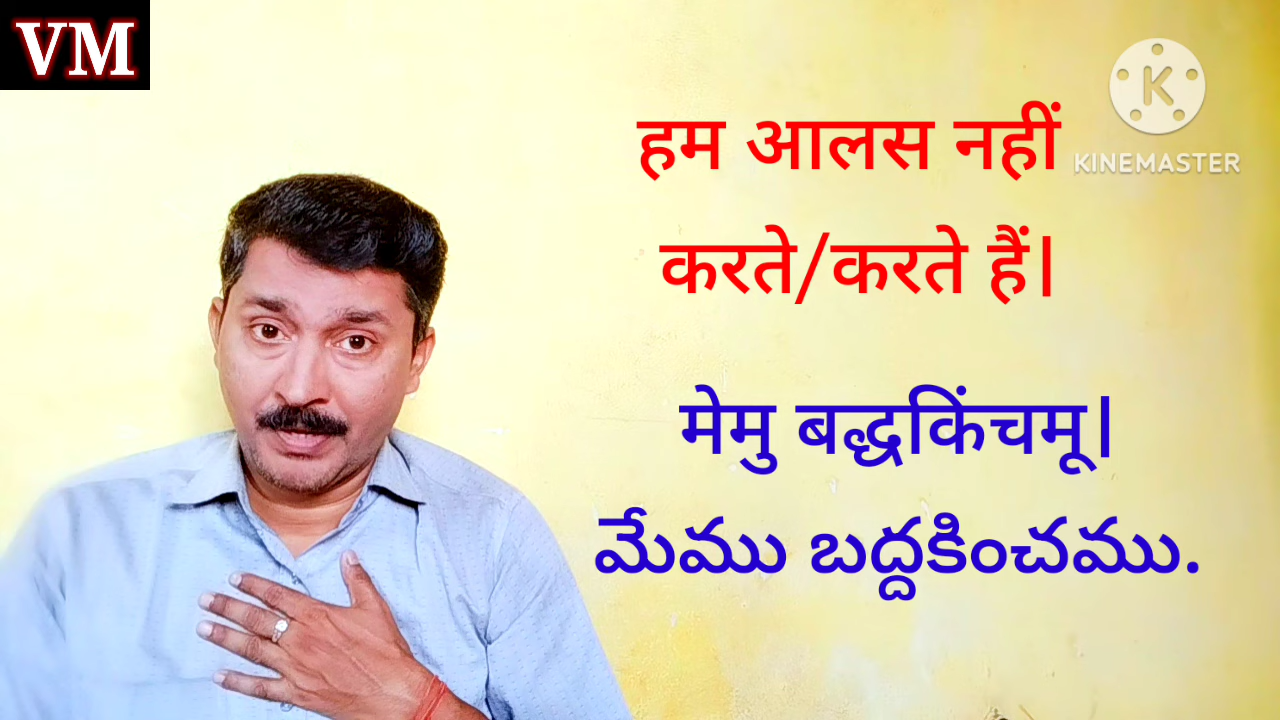 VM
KINEMASTER
हम आलस नहीं
करते/करते हैं।
मेमु बद्धकिंचमू।
మేము బద్దకించము.